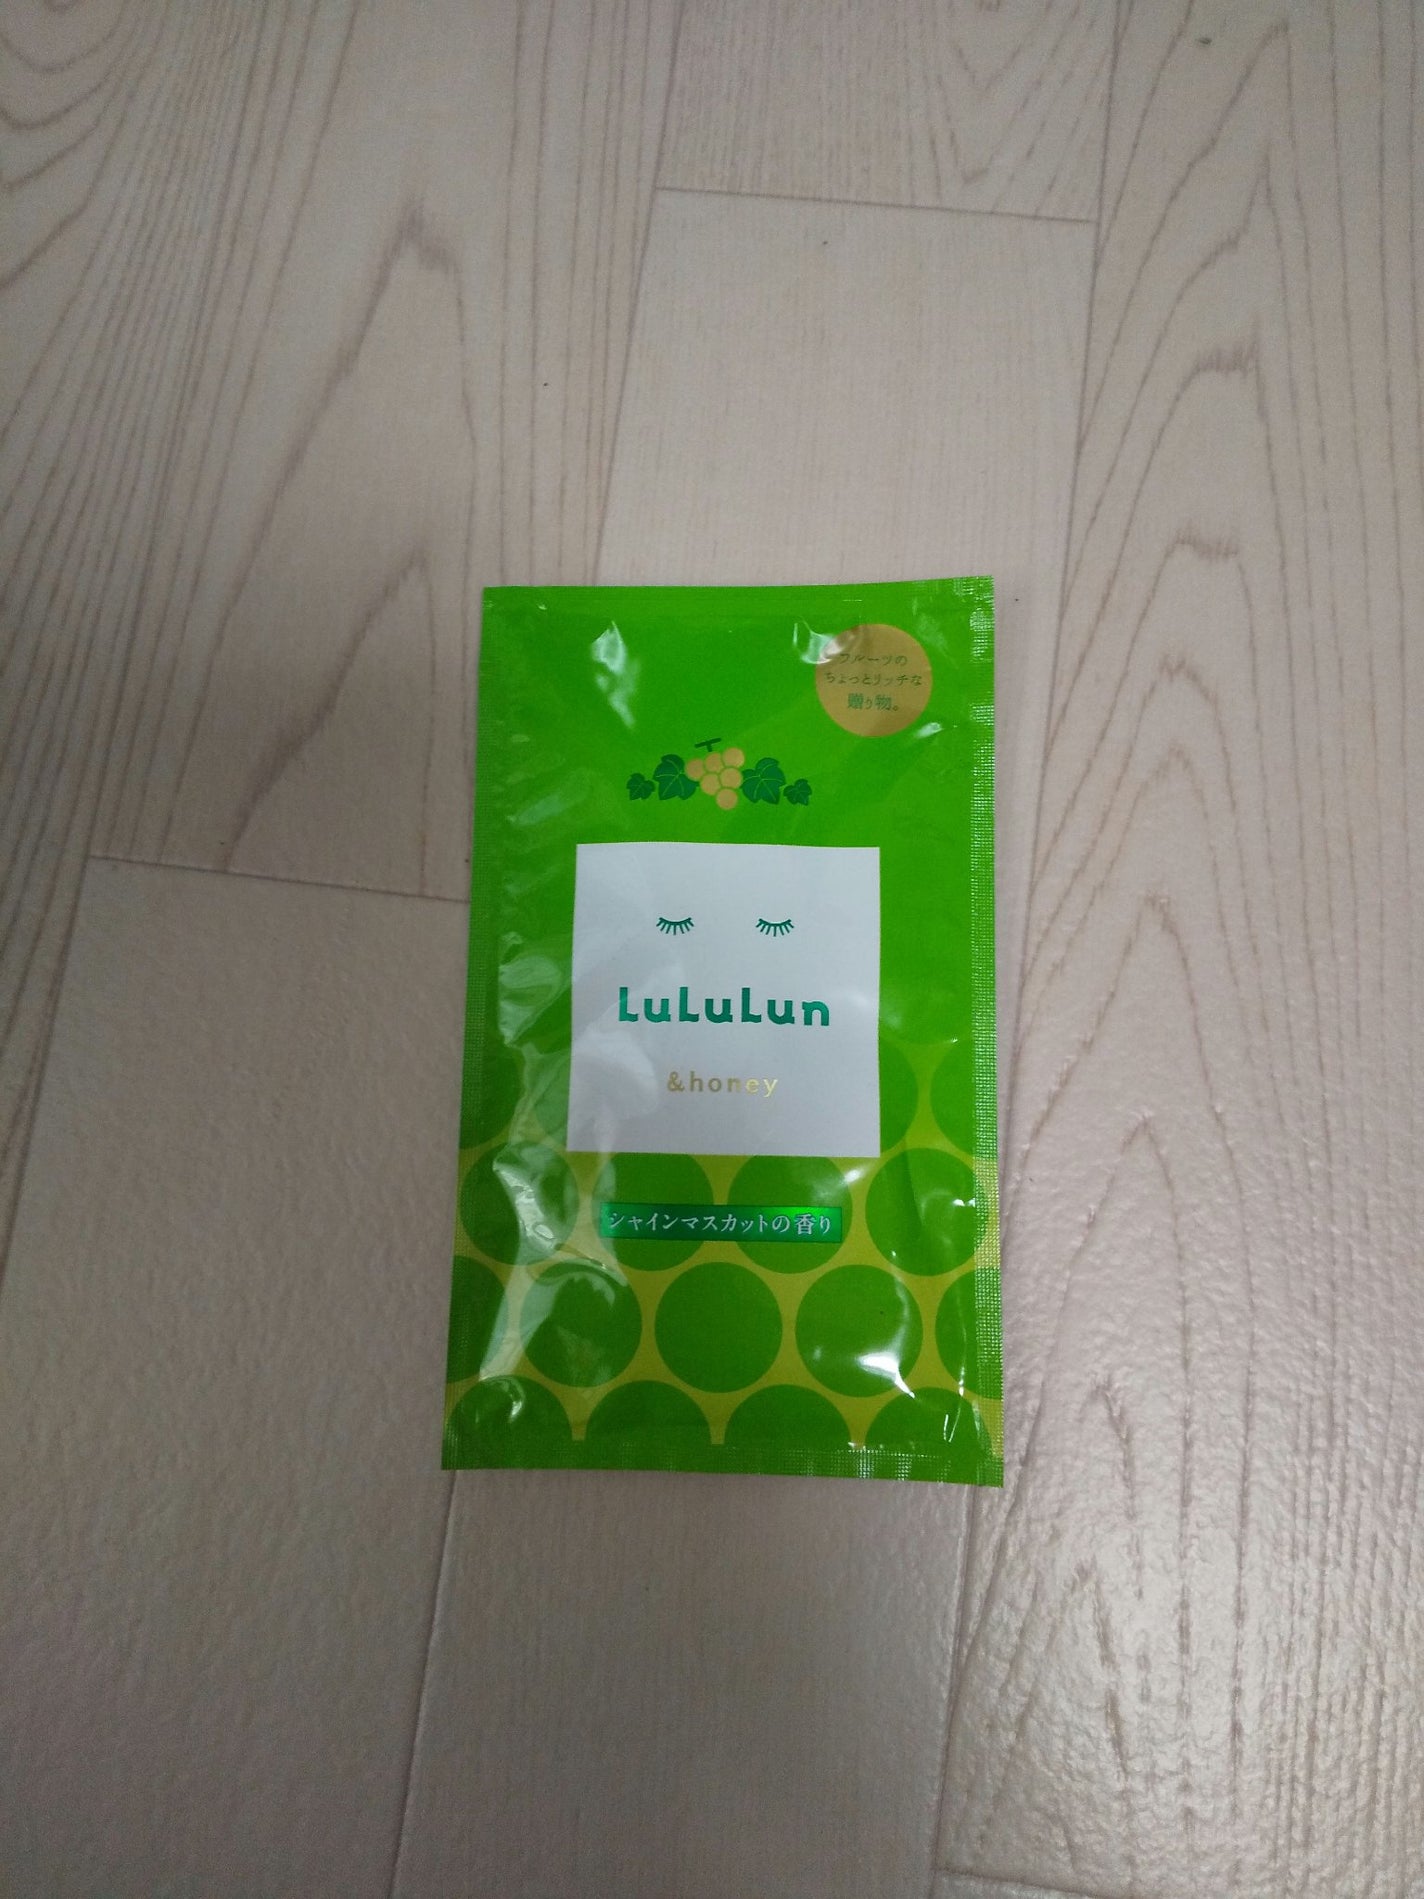 フルーツの
ちょっとリッチな
贈り物。
LuLuLun
&honey
シャインマスカットの香り